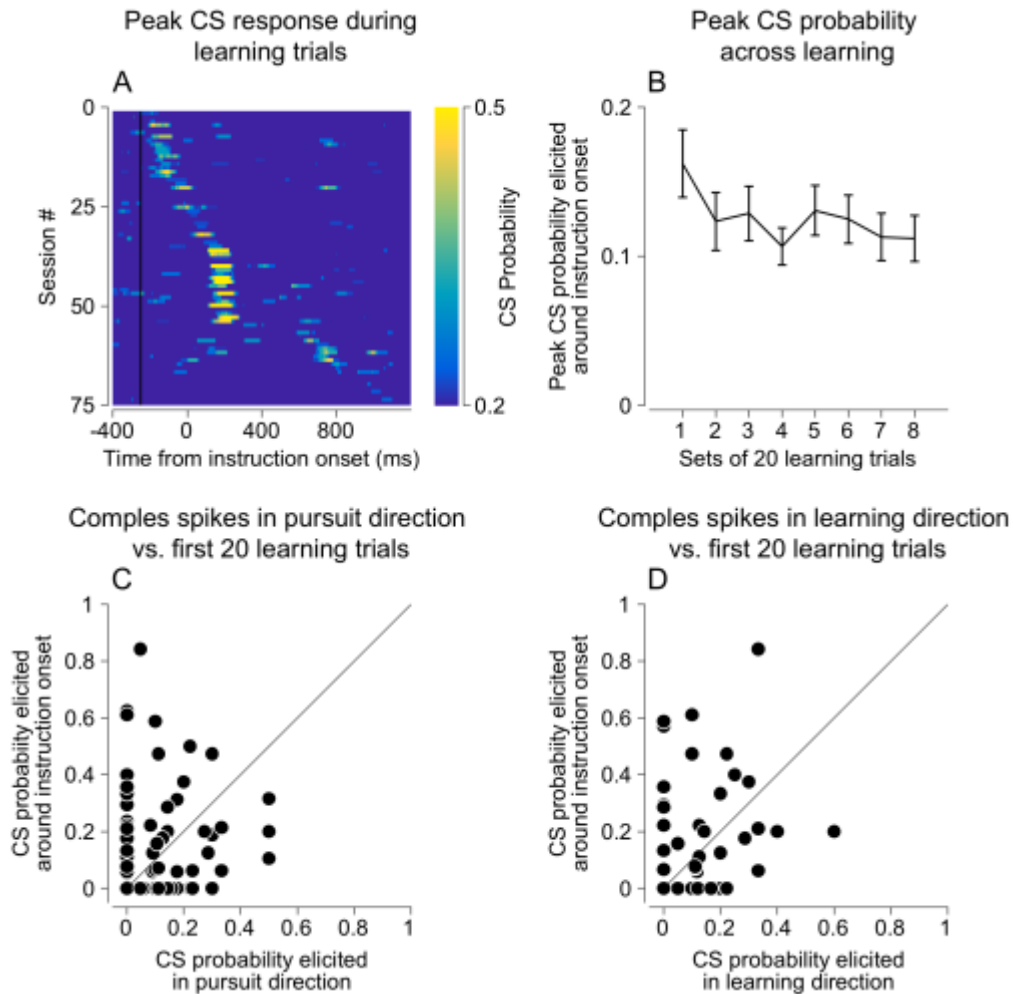 Peak CS response during
learning trials
A
0
25
50
75
Session #
-400 0 400 800
Time from instruction onset (ms)
0.5
0.2
CS Probability
Peak CS probability
across learning
B
0.2
0.1
0
Peak CS probability elicited
around instruction onset
1 2 3 4 5 6 7 8
Sets of 20 learning trials
Comples spikes in pursuit direction
vs. first 20 learning trials
C
1
0.8
0.6
0.4
0.2
0
CS probabiity elicited
around instruction onset
0 0.2 0.4 0.6 0.8 1
CS probability elicited
in pursuit direction
Comples spikes in learning direction
vs. first 20 learning trials
D
1
0.8
0.6
0.4
0.2
0
CS probabiity elicited
around instruction onset
0 0.2 0.4 0.6 0.8 1
CS probability elicited
in learning direction